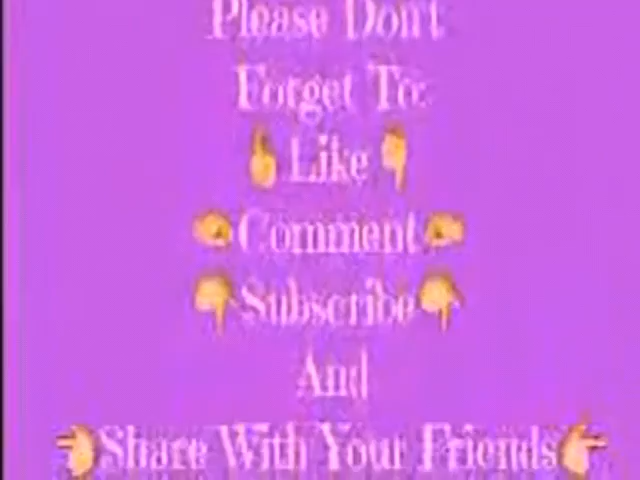 Please Don't
Forget To:
👆Like👇
👊Comment👊
👇Subscribe👇
And
👈Share With Your Friends👉